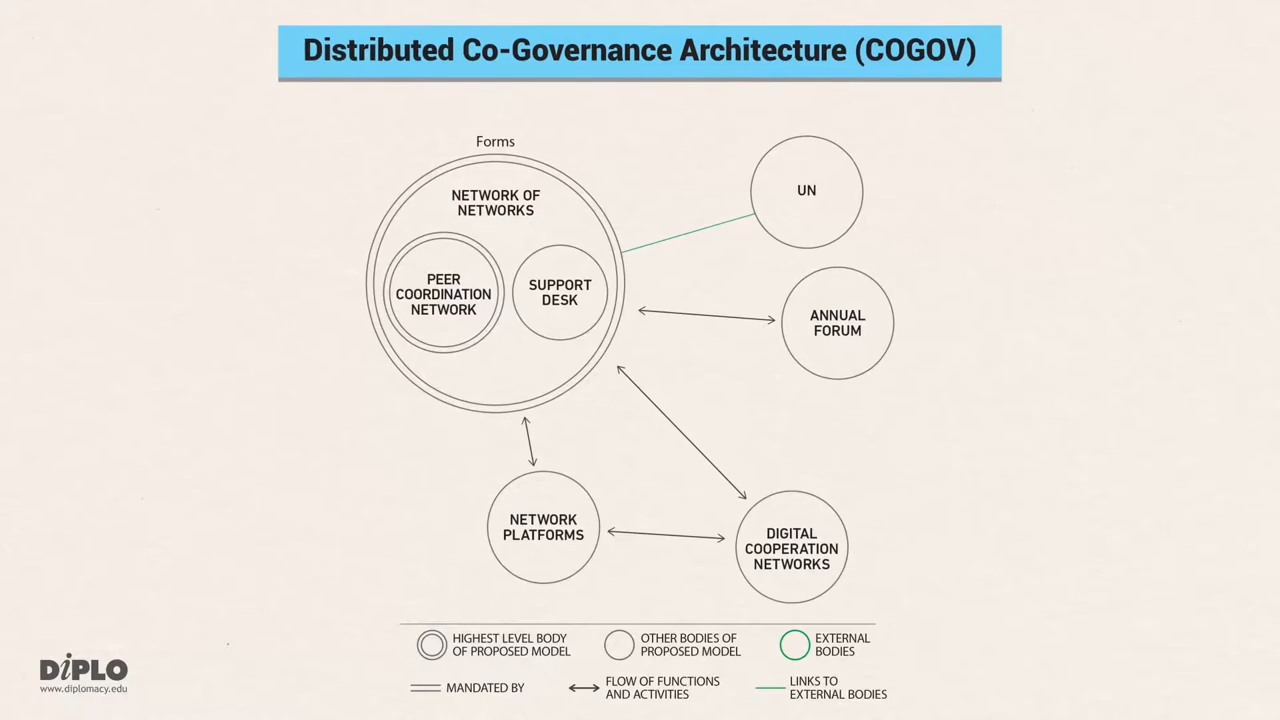 Distributed Co-Governance Architecture (COGOV)
Forms
NETWORK OF
NETWORKS
PEER
COORDINATION
NETWORK
SUPPORT
DESK
UN
ANNUAL
FORUM
NETWORK
PLATFORMS
DIGITAL
COOPERATION
NETWORKS
HIGHEST LEVEL BODY
OF PROPOSED MODEL
OTHER BODIES OF
PROPOSED MODEL
EXTERNAL
BODIES
MANDATED BY
FLOW OF FUNCTIONS
AND ACTIVITIES
LINKS TO
EXTERNAL BODIES
DiPLO
www.diplomacy.edu